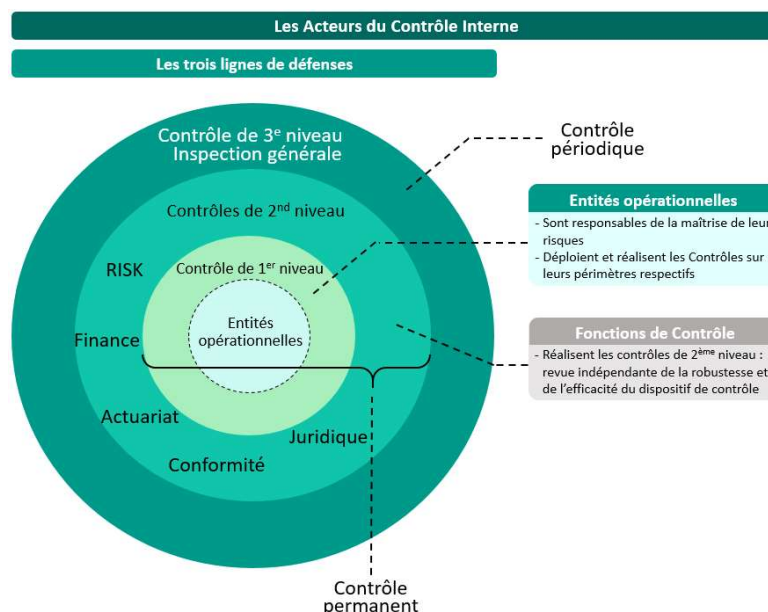 Les Acteurs du Contrôle Interne
Les trois lignes de défenses
Contrôle de 3e niveau
Inspection générale
Contrôle
périodique
Contrôles de 2nd niveau
Entités opérationnelles
- Sont responsables de la maîtrise de leur
risques
- Déploient et réalisent les Contrôles sur
leurs périmètres respectifs
RISK
Contrôle de 1er niveau
Entités
opérationnelles
Finance
Fonctions de Contrôle
- Réalisent les contrôles de 2ème niveau :
revue indépendante de la robustesse et
de l'efficacité du dispositif de contrôle
Actuariat
Juridique
Conformité
Contrôle
permanent